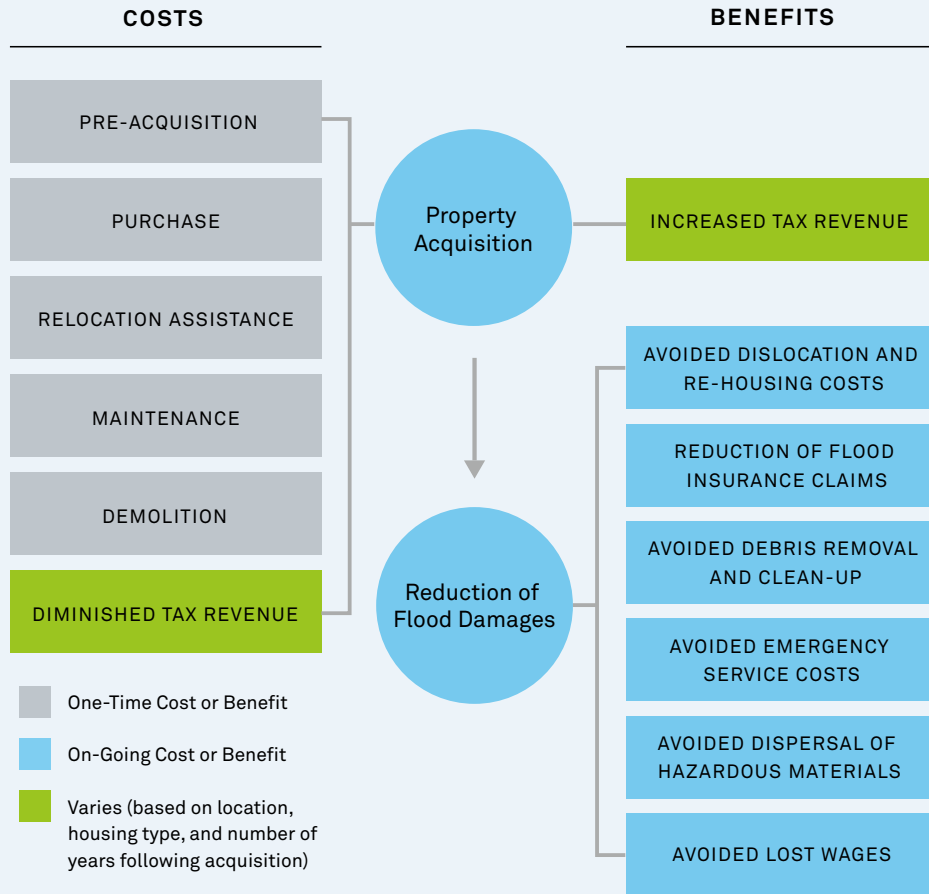 COSTS
PRE-ACQUISITION
PURCHASE
RELOCATION ASSISTANCE
MAINTENANCE
DEMOLITION
DIMINISHED TAX REVENUE
One-Time Cost or Benefit
On-Going Cost or Benefit
Varies (based on location,
housing type, and number of
years following acquisition)
Property
Acquisition
Reduction of
Flood Damages
BENEFITS
INCREASED TAX REVENUE
AVOIDED DISLOCATION AND
RE-HOUSING COSTS
REDUCTION OF FLOOD
INSURANCE CLAIMS
AVOIDED DEBRIS REMOVAL
AND CLEAN-UP
AVOIDED EMERGENCY
SERVICE COSTS
AVOIDED DISPERSAL OF
HAZARDOUS MATERIALS
AVOIDED LOST WAGES